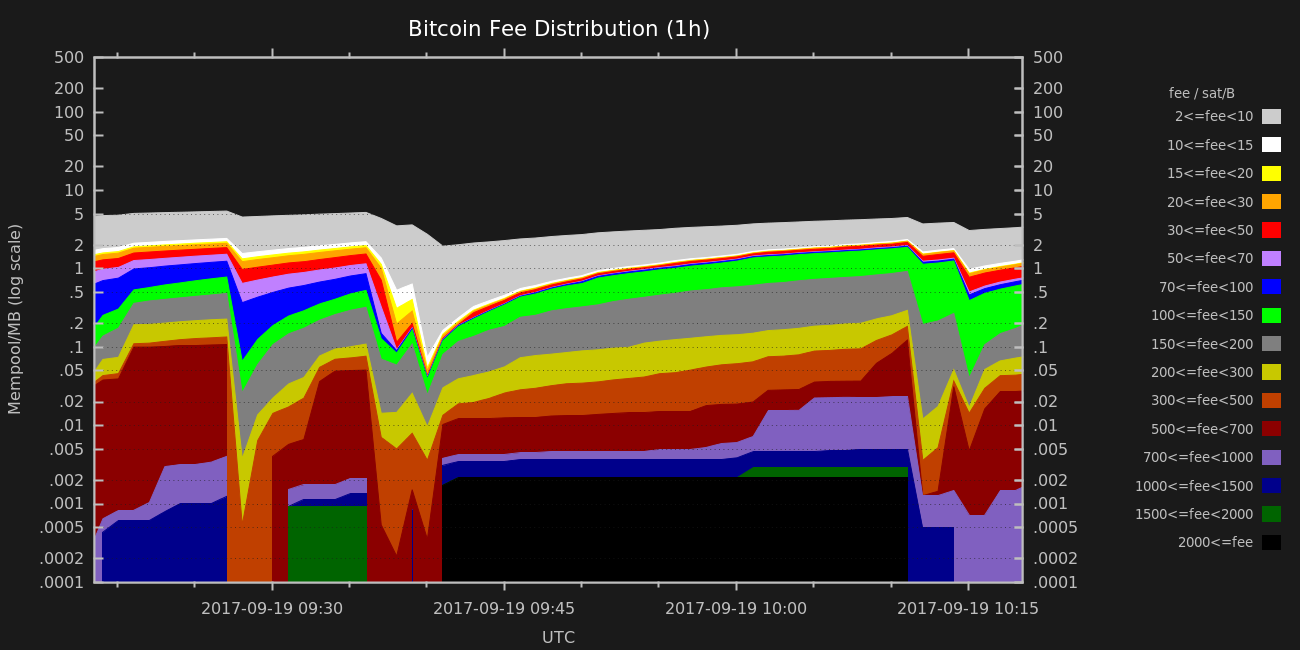 Bitcoin Fee Distribution (1h)
Mempool/MB (log scale)
500
200
100
50
20
10
5
2
1
.5
.2
.1
.05
.02
.01
.005
.002
.001
.0005
.0002
.0001
500
200
100
50
20
10
5
2
1
.5
.2
.1
.05
.02
.01
.005
.002
.001
.0005
.0002
.0001
2017-09-19 09:30
2017-09-19 09:45
2017-09-19 10:00
2017-09-19 10:15
UTC
fee / sat/B
2<=fee<10
10<=fee<15
15<=fee<20
20<=fee<30
30<=fee<50
50<=fee<70
70<=fee<100
100<=fee<150
150<=fee<200
200<=fee<300
300<=fee<500
500<=fee<700
700<=fee<1000
1000<=fee<1500
1500<=fee<2000
2000<=fee